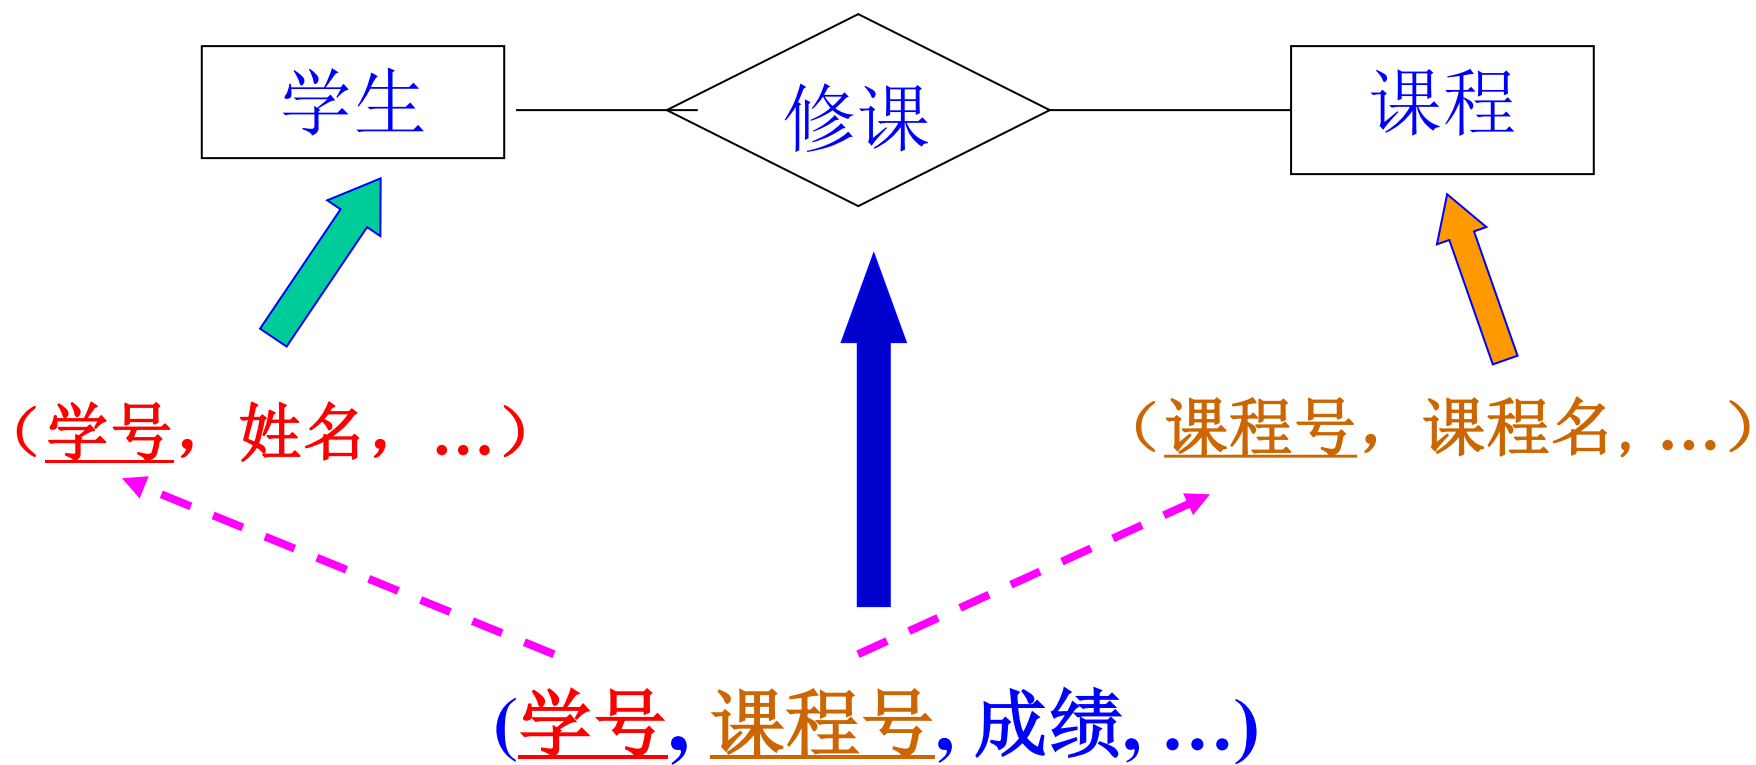 学生
修课
课程
（学号，姓名，…）
（课程号，课程名, …）
(学号, 课程号, 成绩, …)